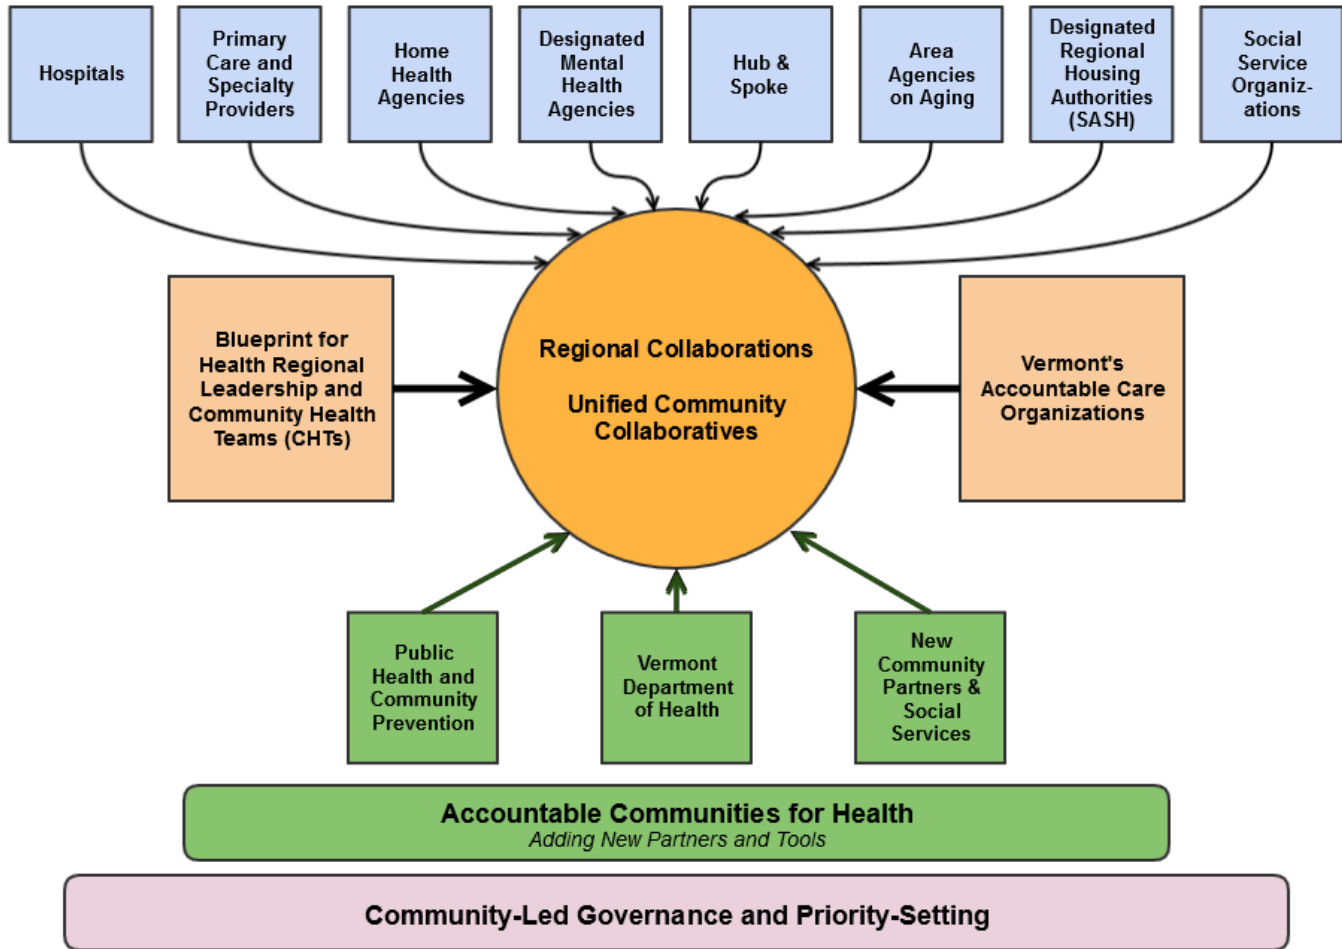 Hospitals
Primary
Care and
Specialty
Providers
Home
Health
Agencies
Designated
Mental
Health
Agencies
Hub &
Spoke
Area
Agencies
on Aging
Designated
Regional
Housing
Authorities
(SASH)
Social
Service
Organiz-
ations
Blueprint for
Health Regional
Leadership and
Community Health
Teams (CHTs)
Regional Collaborations
Unified Community
Collaboratives
Vermont's
Accountable Care
Organizations
Public
Health and
Community
Prevention
Vermont
Department
of Health
New
Community
Partners &
Social
Services
Accountable Communities for Health
Adding New Partners and Tools
Community-Led Governance and Priority-Setting